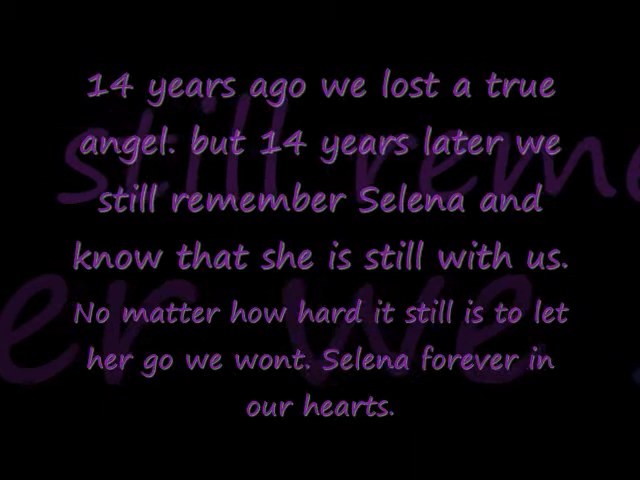 14 years ago we lost a true
angel. but 14 years later we
still remember Selena and
know that she is still with us.
No matter how hard it still is to let
her go we wont. Selena forever in
our hearts.